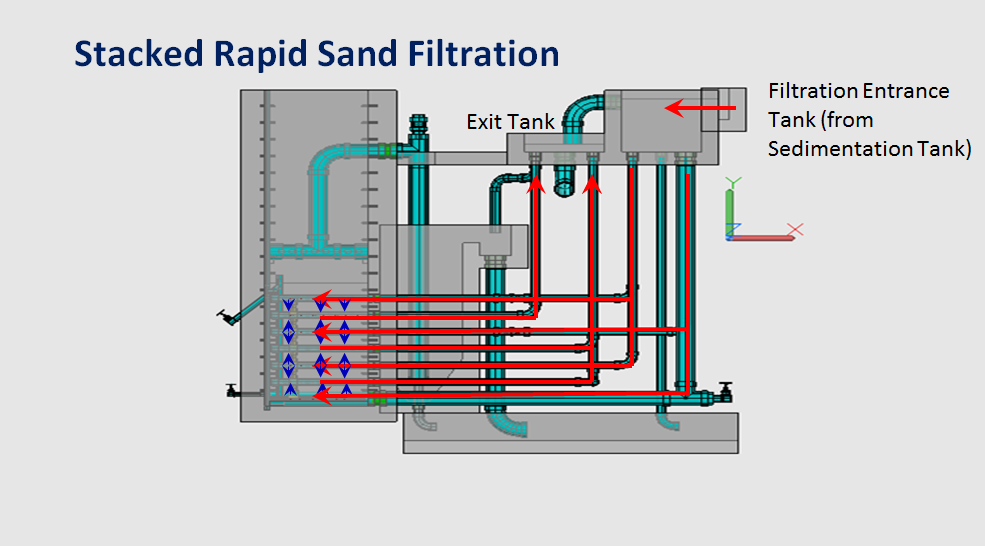 Stacked Rapid Sand Filtration
Exit Tank
Filtration Entrance
Tank (from
Sedimentation Tank)
Y
X
Z